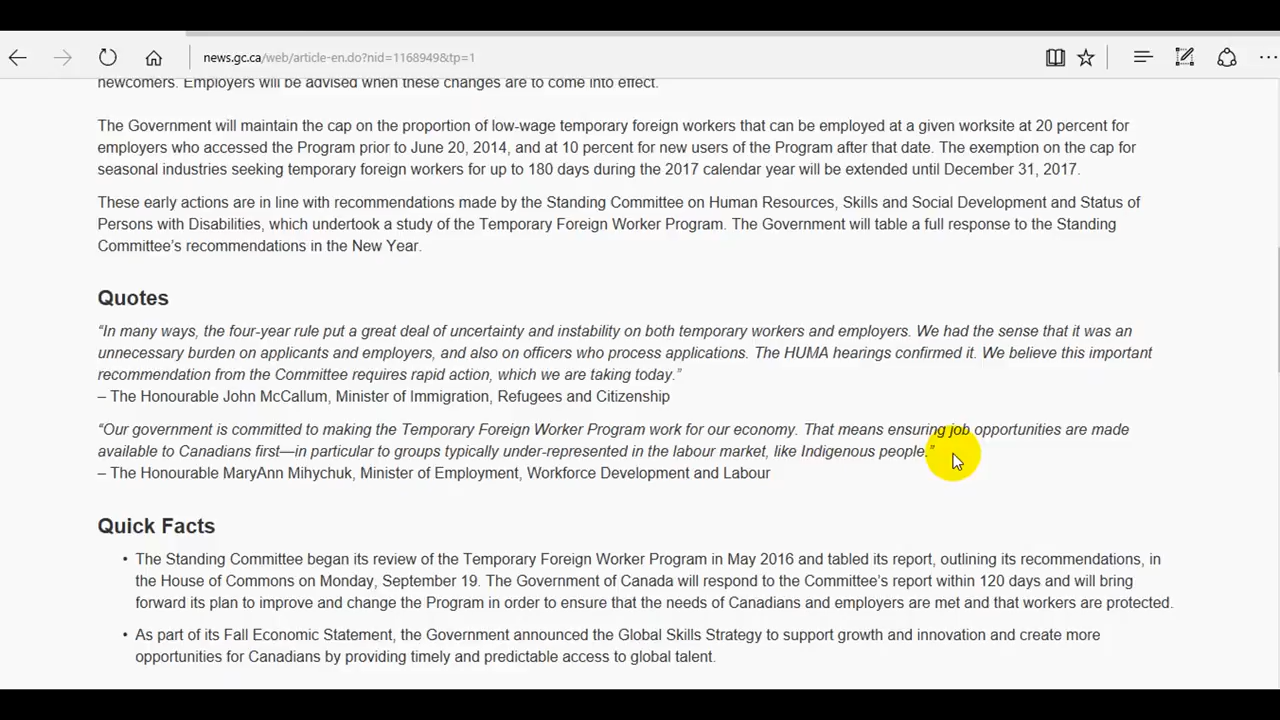 news.gc.ca/web/article-en.do?nid=1168949&tp=1
newcomers. Employers will be advised when these changes are to come into effect.
The Government will maintain the cap on the proportion of low-wage temporary foreign workers that can be employed at a given worksite at 20 percent for
employers who accessed the Program prior to June 20, 2014, and at 10 percent for new users of the Program after that date. The exemption on the cap for
seasonal industries seeking temporary foreign workers for up to 180 days during the 2017 calendar year will be extended until December 31, 2017.
These early actions are in line with recommendations made by the Standing Committee on Human Resources, Skills and Social Development and Status of
Persons with Disabilities, which undertook a study of the Temporary Foreign Worker Program. The Government will table a full response to the Standing
Committee’s recommendations in the New Year.
Quotes
“In many ways, the four-year rule put a great deal of uncertainty and instability on both temporary workers and employers. We had the sense that it was an
unnecessary burden on applicants and employers, and also on officers who process applications. The HUMA hearings confirmed it. We believe this important
recommendation from the Committee requires rapid action, which we are taking today.”
– The Honourable John McCallum, Minister of Immigration, Refugees and Citizenship
“Our government is committed to making the Temporary Foreign Worker Program work for our economy. That means ensuring job opportunities are made
available to Canadians first—in particular to groups typically under-represented in the labour market, like Indigenous people.”
– The Honourable MaryAnn Mihychuk, Minister of Employment, Workforce Development and Labour
Quick Facts
• The Standing Committee began its review of the Temporary Foreign Worker Program in May 2016 and tabled its report, outlining its recommendations, in
the House of Commons on Monday, September 19. The Government of Canada will respond to the Committee’s report within 120 days and will bring
forward its plan to improve and change the Program in order to ensure that the needs of Canadians and employers are met and that workers are protected.
• As part of its Fall Economic Statement, the Government announced the Global Skills Strategy to support growth and innovation and create more
opportunities for Canadians by providing timely and predictable access to global talent.